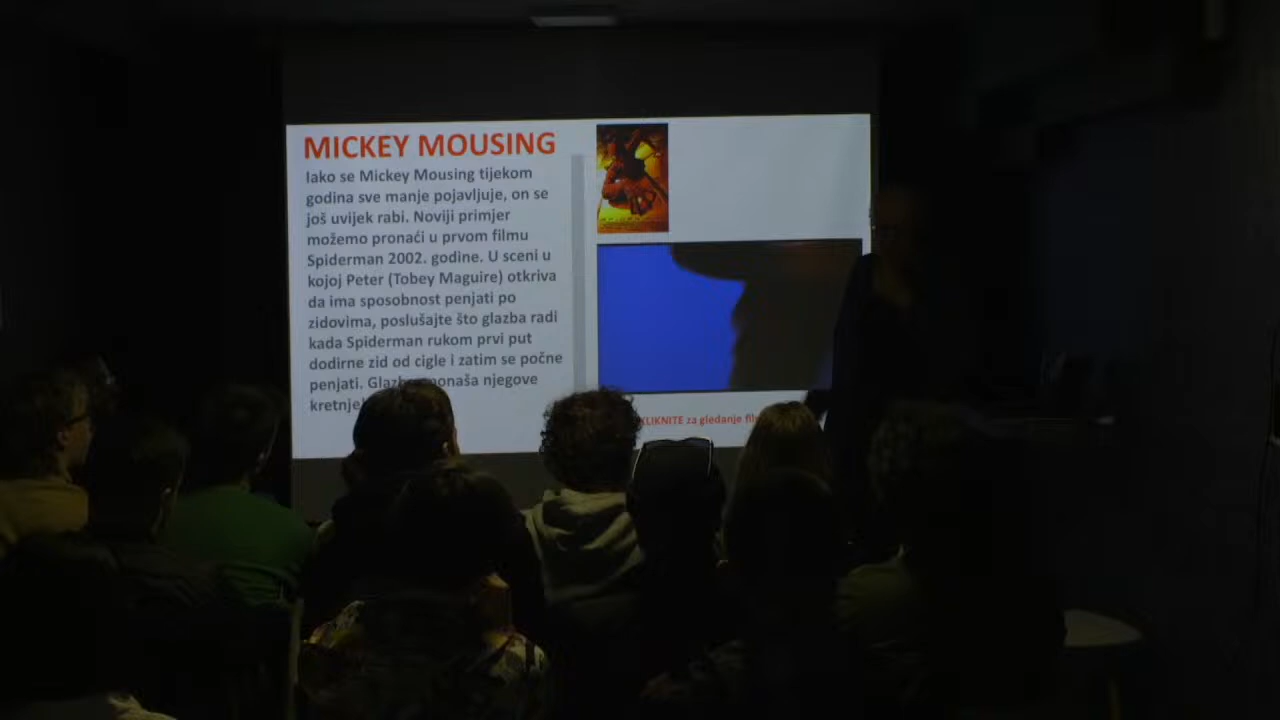 MICKEY MOUSING
Iako se Mickey Mousing tijekom
godina sve manje pojavljuje, on se
još uvijek rabi. Noviji primjer
možemo pronaći u prvom filmu
Spiderman 2002. godine. U sceni u
kojoj Peter (Tobey Maguire) otkriva
da ima sposobnost penjati po
zidovima, poslušajte što glazba radi
kada Spiderman rukom prvi put
dodirne zid od cigle i zatim se počne
penjati. njegove
KLIKNITE za gledanje